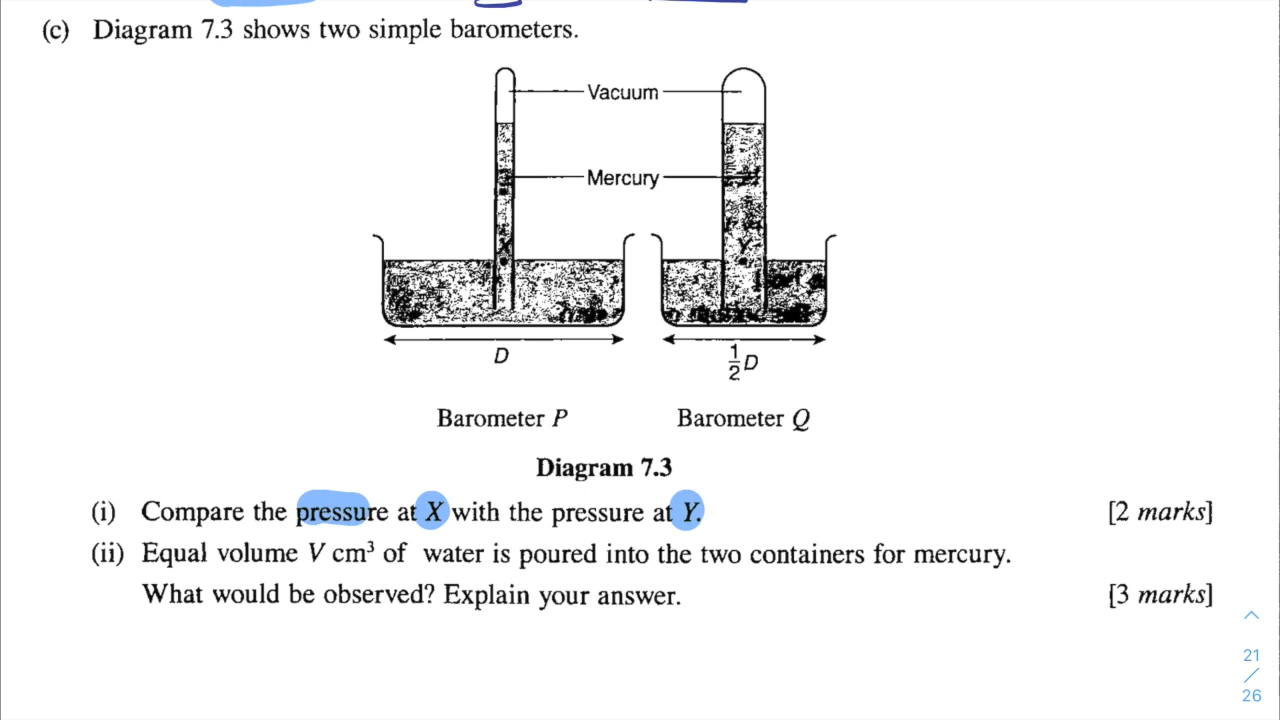 (c) Diagram 7.3 shows two simple barometers.
Vacuum
Mercury
X
Y
D
½D
Barometer P
Barometer Q
Diagram 7.3
(i) Compare the pressure at X with the pressure at Y. [2 marks]
(ii) Equal volume V cm³ of water is poured into the two containers for mercury.
What would be observed? Explain your answer. [3 marks]
21
/
26